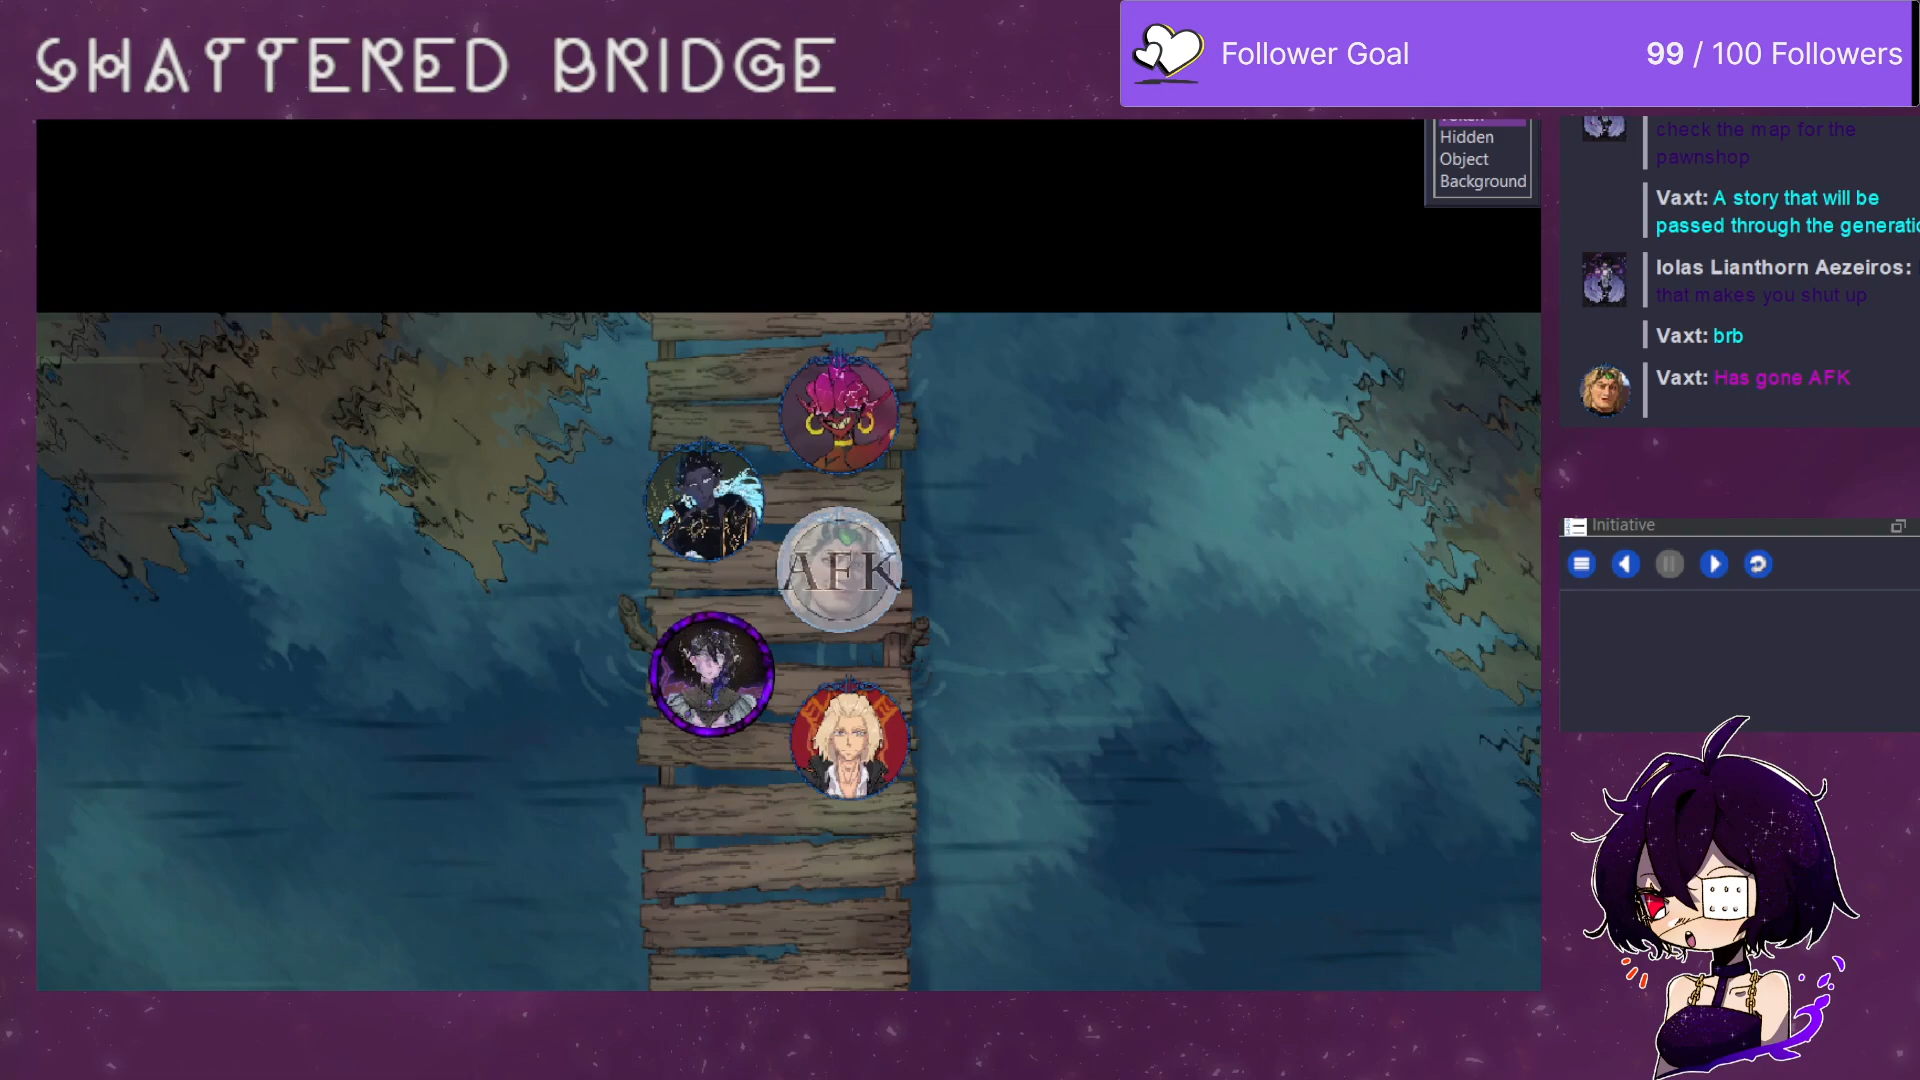 SHATTERED BRIDGE
Follower Goal
99 / 100 Followers
Hidden
Object
Background
check the map for the
pawnshop
Vaxt: A story that will be
passed through the generatio
Iolas Lianthorn Aezeiros:
that makes you shut up
Vaxt: brb
Vaxt: Has gone AFK
AFK
Initiative